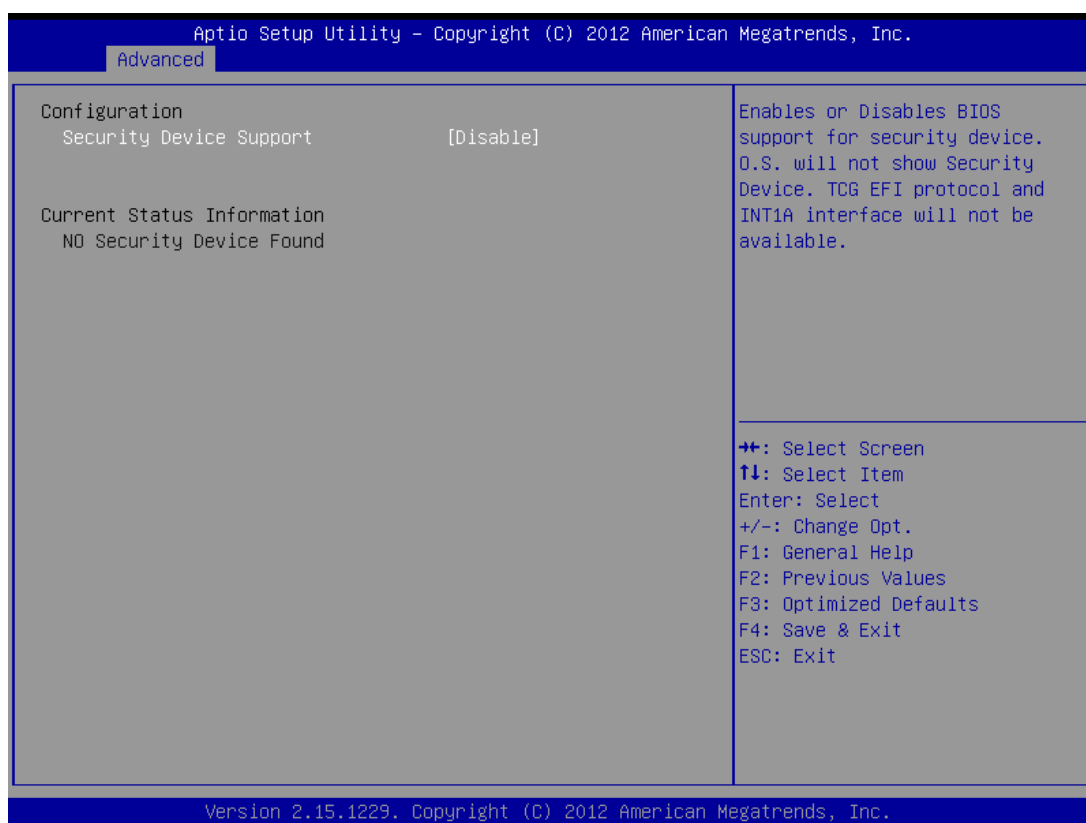 Aptio Setup Utility – Copyright (C) 2012 American Megatrends, Inc.
Advanced
Configuration
Security Device Support [Disable]
Current Status Information
NO Security Device Found
Enables or Disables BIOS
support for security device.
O.S. will not show Security
Device. TCG EFI protocol and
INT1A interface will not be
available.
→←: Select Screen
↑↓: Select Item
Enter: Select
+/-: Change Opt.
F1: General Help
F2: Previous Values
F3: Optimized Defaults
F4: Save & Exit
ESC: Exit
Version 2.15.1229. Copyright (C) 2012 American Megatrends, Inc.